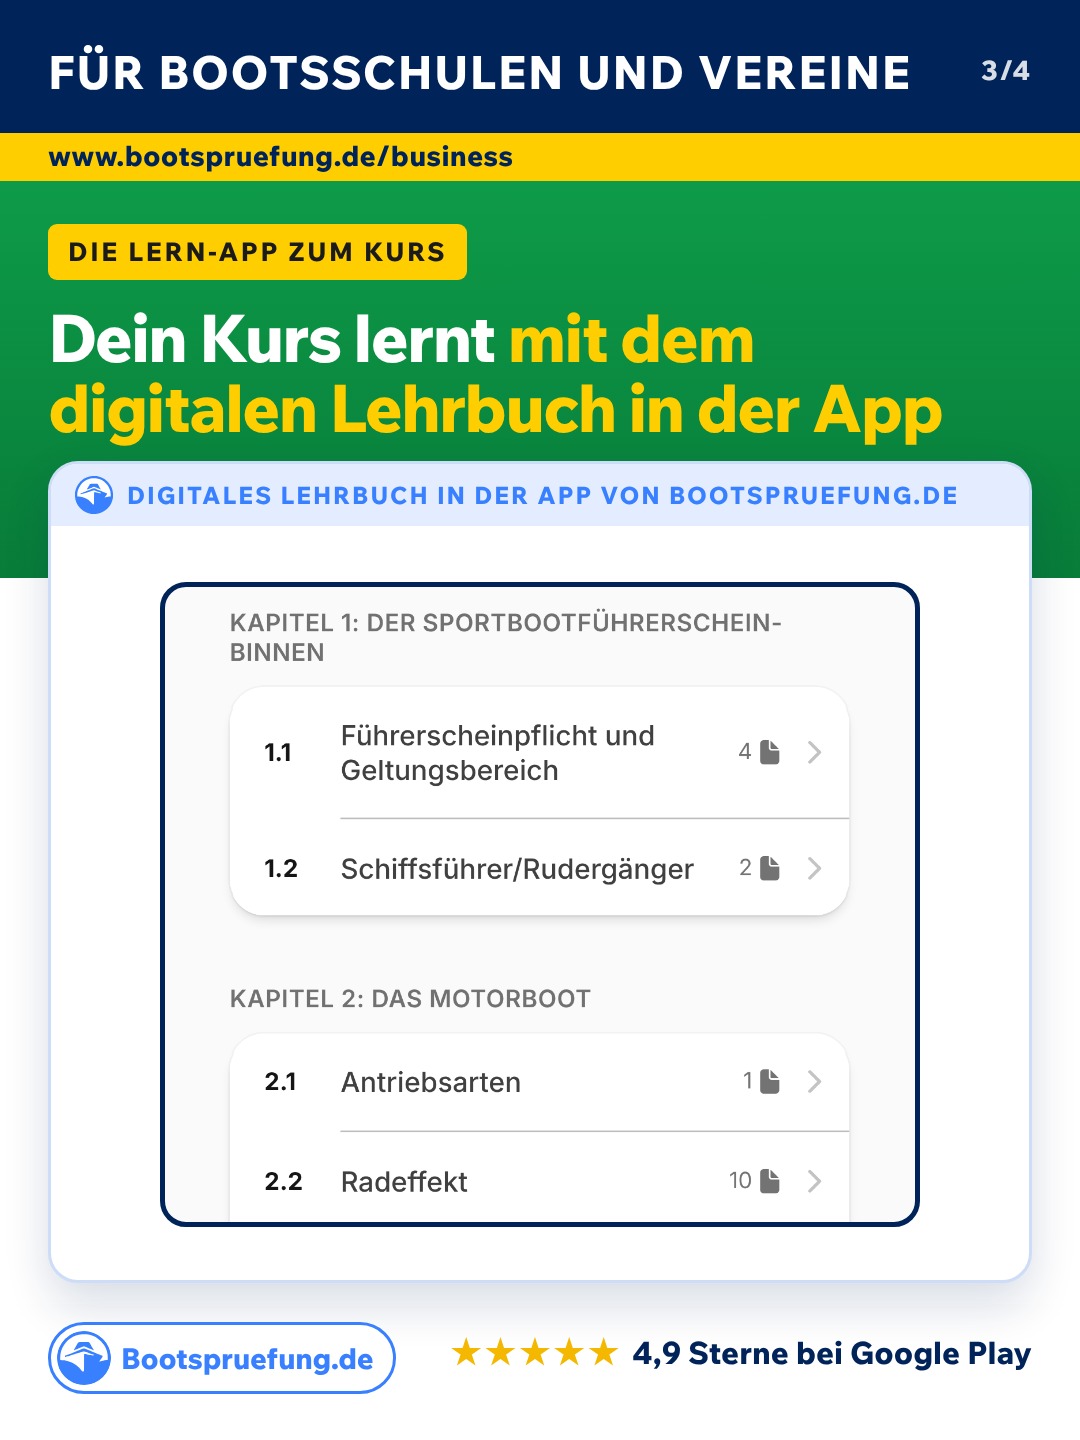 FÜR BOOTSSCHULEN UND VEREINE
3/4
www.bootspruefung.de/business
DIE LERN-APP ZUM KURS
Dein Kurs lernt mit dem
digitalen Lehrbuch in der App
DIGITALES LEHRBUCH IN DER APP VON BOOTSPRUEFUNG.DE
KAPITEL 1: DER SPORTBOOTFÜHRERSCHEIN-
BINNEN
1.1 Führerscheinpflicht und
Geltungsbereich
4
1.2 Schiffsführer/Rudergänger 2
KAPITEL 2: DAS MOTORBOOT
2.1 Antriebsarten 1
2.2 Radeffekt 10
Bootspruefung.de
★★★★★ 4,9 Sterne bei Google Play